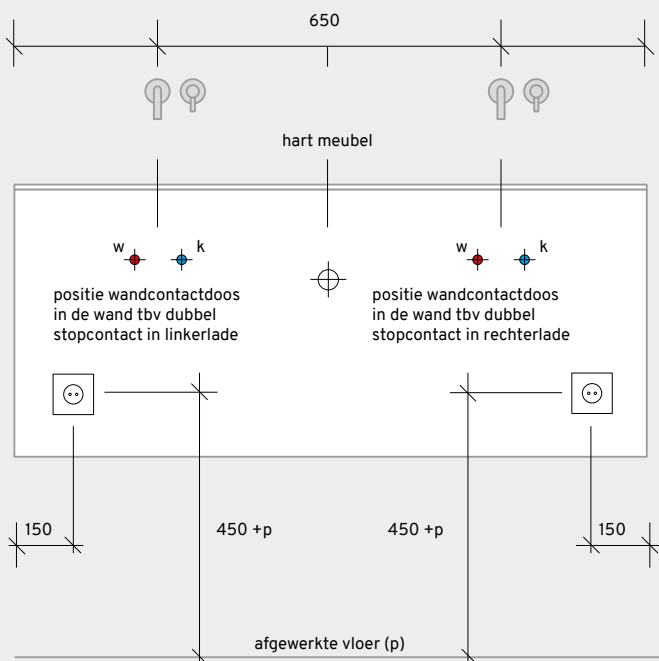 650
hart meubel
w k
w k
positie wandcontactdoos
in de wand tbv dubbel
stopcontact in linkerlade
positie wandcontactdoos
in de wand tbv dubbel
stopcontact in rechterlade
150
450 +p
450 +p
150
afgewerkte vloer (p)